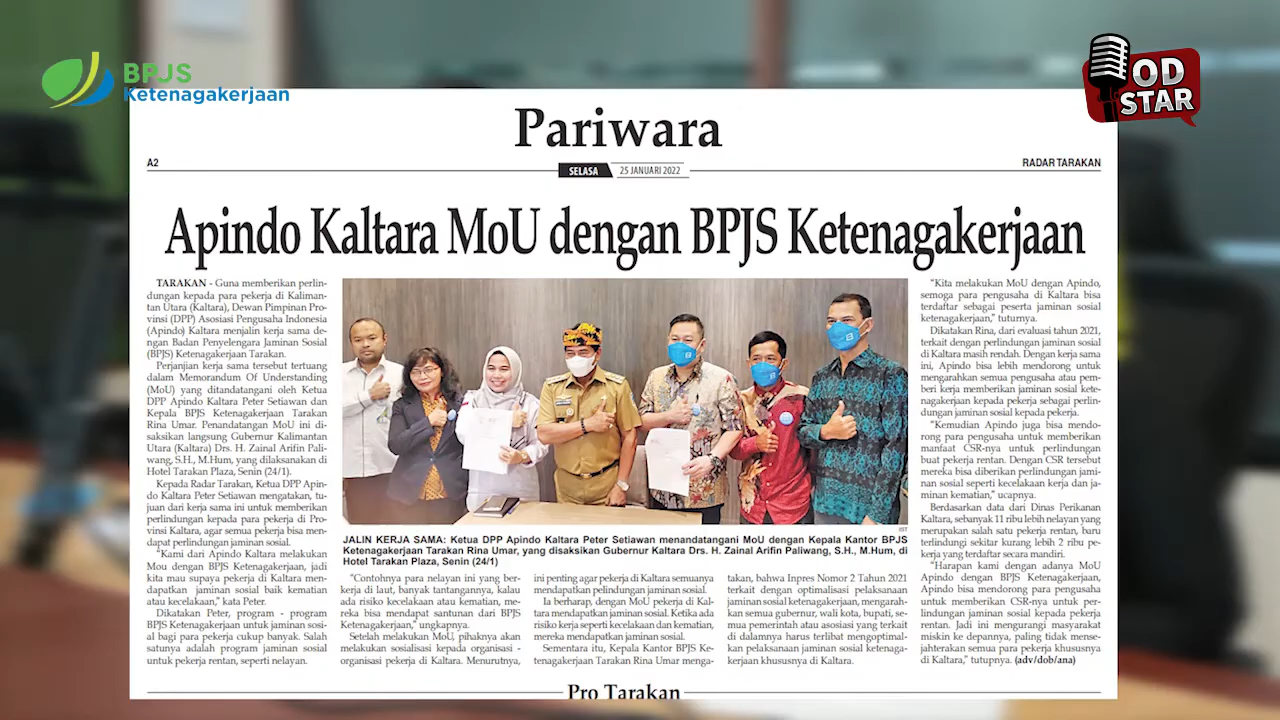 BPJS
Ketenagakerjaan
POD
STAR
Pariwara
A2
SELASA
25 JANUARI 2022
RADAR TARAKAN
Apindo Kaltara MoU dengan BPJS Ketenagakerjaan
TARAKAN - Guna memberikan perlin-
dungan kepada para pekerja di Kaliman-
tan Utara (Kaltara), Dewan Pimpinan Pro-
vinsi (DPP) Asosiasi Pengusaha Indonesia
(Apindo) Kaltara menjalin kerja sama de-
ngan Badan Penyelengara Jaminan Sosial
(BPJS) Ketenagakerjaan Tarakan.
Perjanjian kerja sama tersebut tertuang
dalam Memorandum Of Understanding
(MoU) yang ditandatangani oleh Ketua
DPP Apindo Kaltara Peter Setiawan dan
Kepala BPJS Ketenagakerjaan Tarakan
Rina Umar. Penandatangan MoU ini di-
saksikan langsung Gubernur Kalimantan
Utara (Kaltara) Drs. H. Zainal Arifin Pali-
wang, S.H., M.Hum, yang dilaksanakan di
Hotel Tarakan Plaza, Senin (24/1).
Kepada Radar Tarakan, Ketua DPP Apin-
do Kaltara Peter Setiawan mengatakan, tu-
juan dari kerja sama ini untuk memberikan
perlindungan kepada para pekerja di Pro-
vinsi Kaltara, agar semua pekerja bisa men-
dapat perlindungan jaminan sosial.
“Kami dari Apindo Kaltara melakukan
Mou dengan BPJS Ketenagakerjaan, jadi
kita mau supaya pekerja di Kaltara men-
dapatkan jaminan sosial baik kematian
atau kecelakaan,” kata Peter.
Dikatakan Peter, program - program
BPJS Ketenagakerjaan untuk jaminan sosi-
al bagi para pekerja cukup banyak. Salah
satunya adalah program jaminan sosial
untuk pekerja rentan, seperti nelayan.
IST
JALIN KERJA SAMA: Ketua DPP Apindo Kaltara Peter Setiawan menandatangani MoU dengan Kepala Kantor BPJS
Ketenagakerjaan Tarakan Rina Umar, yang disaksikan Gubernur Kaltara Drs. H. Zainal Arifin Paliwang, S.H., M.Hum, di
Hotel Tarakan Plaza, Senin (24/1)
“Contohnya para nelayan ini yang ber-
kerja di laut, banyak tantangannya, kalau
ada risiko kecelakaan atau kematian, me-
reka bisa mendapat santunan dari BPJS
Ketenagakerjaan,” ungkapnya.
Setelah melakukan MoU, pihaknya akan
melakukan sosialisasi kepada organisasi -
organisasi pekerja di Kaltara. Menurutnya,
ini penting agar pekerja di Kaltara semuanya
mendapatkan pelindungan jaminan sosial.
Ia berharap, dengan MoU pekerja di Kal-
tara mendapatkan jaminan sosial. Ketika ada
risiko kerja seperti kecelakaan dan kematian,
mereka mendapatkan jaminan sosial.
Sementara itu, Kepala Kantor BPJS Ke-
tenagakerjaan Tarakan Rina Umar menga-
takan, bahwa Inpres Nomor 2 Tahun 2021
terkait dengan optimalisasi pelaksanaan
jaminan sosial ketenagakerjaan, mengarah-
kan semua gubernur, wali kota, bupati, se-
mua pemerintah atau asosiasi yang terkait
di dalamnya harus terlibat mengoptimal-
kan pelaksanaan jaminan sosial ketenaga-
kerjaan khususnya di Kaltara.
“Kita melakukan MoU dengan Apindo,
semoga para pengusaha di Kaltara bisa
terdaftar sebagai peserta jaminan sosial
ketenagakerjaan,” tuturnya.
Dikatakan Rina, dari evaluasi tahun 2021,
terkait dengan perlindungan jaminan sosial
di Kaltara masih rendah. Dengan kerja sama
ini, Apindo bisa lebih mendorong untuk
mengarahkan semua pengusaha atau pem-
beri kerja memberikan jaminan sosial kete-
nagakerjaan kepada pekerja sebagai perlin-
dungan jaminan sosial kepada pekerja.
“Kemudian Apindo juga bisa mendo-
rong para pengusaha untuk memberikan
manfaat CSR-nya untuk perlindungan
buat pekerja rentan. Dengan CSR tersebut
mereka bisa diberikan perlindungan jami-
nan sosial seperti kecelakaan kerja dan ja-
minan kematian,” ucapnya.
Berdasarkan data dari Dinas Perikanan
Kaltara, sebanyak 11 ribu lebih nelayan yang
merupakan salah satu pekerja rentan, baru
terlindungi sekitar kurang lebih 2 ribu pe-
kerja yang terdaftar secara mandiri.
“Harapan kami dengan adanya MoU
Apindo dengan BPJS Ketenagakerjaan,
Apindo bisa mendorong para pengusaha
untuk memberikan CSR-nya untuk per-
lindungan jaminan sosial kepada pekerja
rentan. Jadi ini mengurangi masyarakat
miskin ke depannya, paling tidak mense-
jahterakan semua para pekerja khususnya
di Kaltara,” tutupnya. (adv/dob/ana)
Pro Tarakan